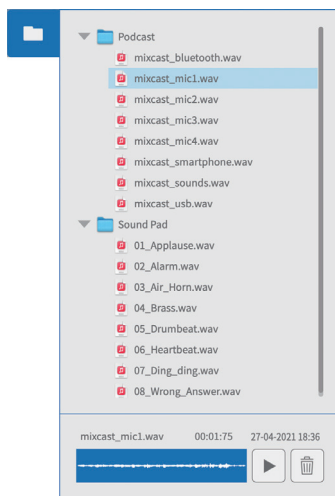 Podcast
mixcast_bluetooth.wav
mixcast_mic1.wav
mixcast_mic2.wav
mixcast_mic3.wav
mixcast_mic4.wav
mixcast_smartphone.wav
mixcast_sounds.wav
mixcast_usb.wav
Sound Pad
01_Applause.wav
02_Alarm.wav
03_Air_Horn.wav
04_Brass.wav
05_Drumbeat.wav
06_Heartbeat.wav
07_Ding_ding.wav
08_Wrong_Answer.wav
mixcast_mic1.wav 00:01:75 27-04-2021 18:36